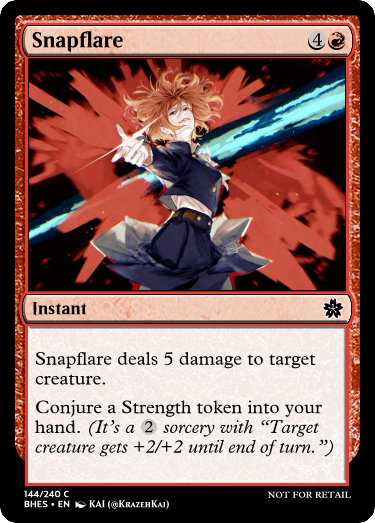 Snapflare 4
Instant
Snapflare deals 5 damage to target
creature.
Conjure a Strength token into your
hand. (It's a 2 sorcery with "Target
creature gets +2/+2 until end of turn.")
144/240 C
BHES • EN KAI (@KrazehKai)
NOT FOR RETAIL